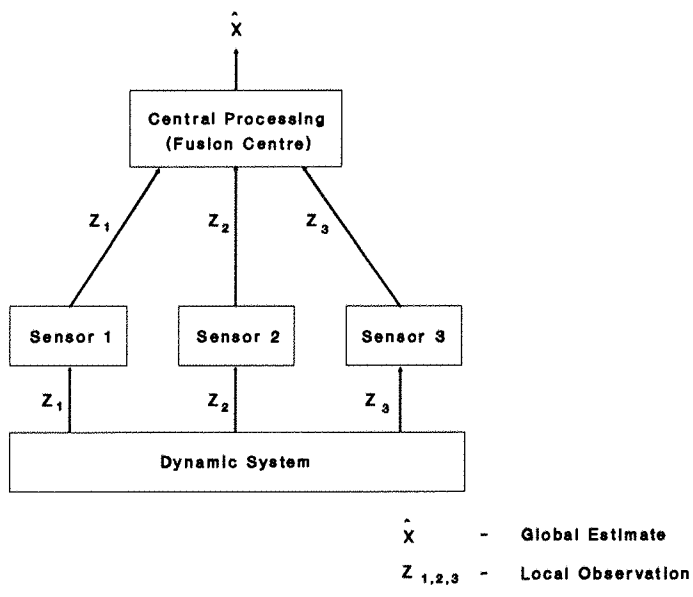 X̂
Central Processing
(Fusion Centre)
Z₁ Z₂ Z₃
Sensor 1 Sensor 2 Sensor 3
Z₁ Z₂ Z₃
Dynamic System
X̂ - Global Estimate
Z₁,₂,₃ - Local Observation